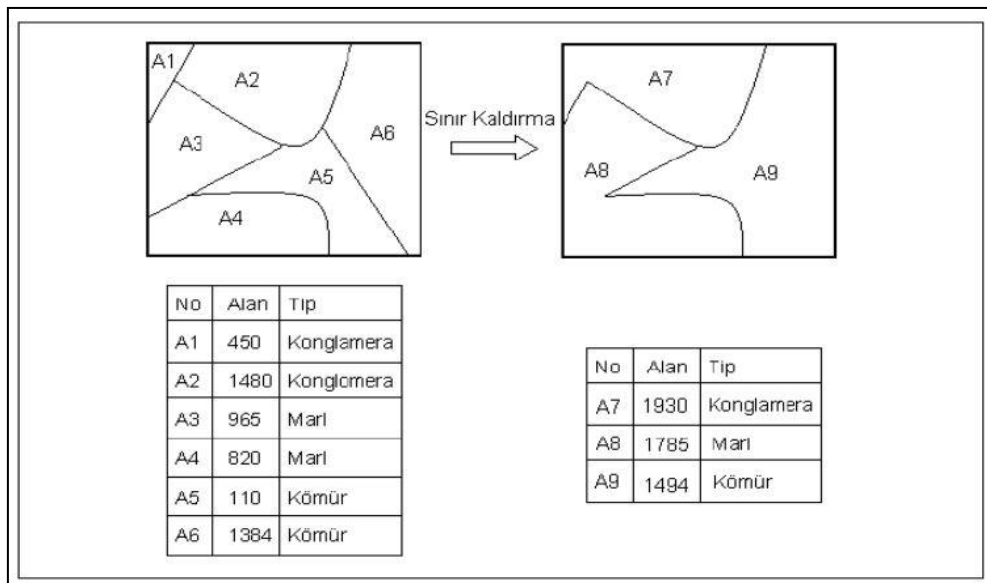 A1
A2
A3
A6
A5
A4
Sınır Kaldırma
A7
A8
A9
No Alan Tip
A1 450 Konglamera
A2 1480 Konglomera
A3 965 Marl
A4 820 Marl
A5 110 Kömür
A6 1384 Kömür
No Alan Tip
A7 1930 Konglamera
A8 1785 Marl
A9 1494 Kömür